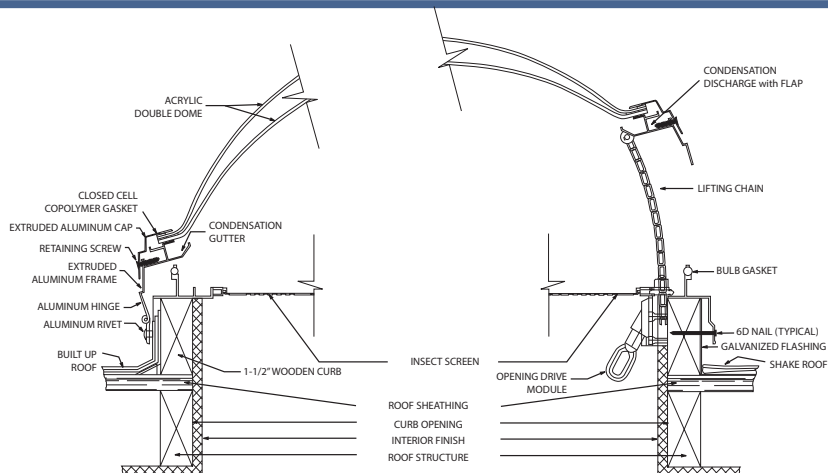 ACRYLIC
DOUBLE DOME
CONDENSATION
DISCHARGE with FLAP
CLOSED CELL
COPOLYMER GASKET
EXTRUDED ALUMINUM CAP
RETAINING SCREW
EXTRUDED
ALUMINUM FRAME
ALUMINUM HINGE
ALUMINUM RIVET
BUILT UP
ROOF
CONDENSATION
GUTTER
1-1/2" WOODEN CURB
LIFTING CHAIN
BULB GASKET
6D NAIL (TYPICAL)
GALVANIZED FLASHING
SHAKE ROOF
INSECT SCREEN
OPENING DRIVE
MODULE
ROOF SHEATHING
CURB OPENING
INTERIOR FINISH
ROOF STRUCTURE